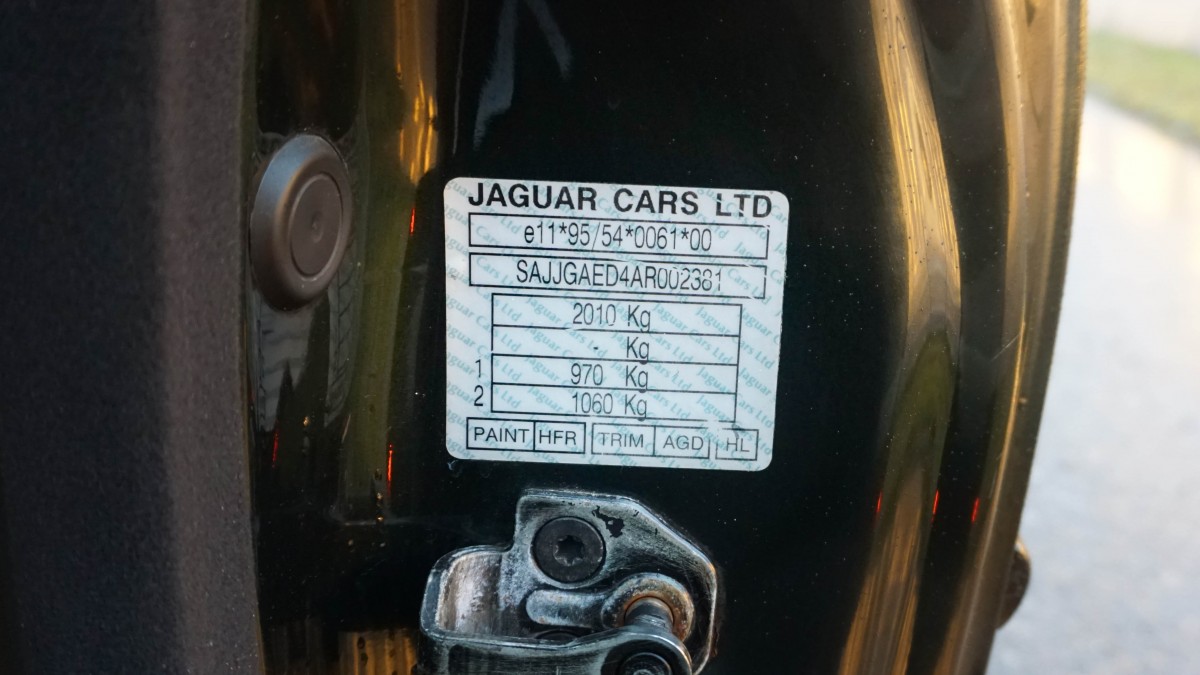 JAGUAR CARS LTD
e11*95/54*0061*00
SAJJGAED4AR002381
2010 Kg
- Kg
1 970 Kg
2 1060 Kg
PAINT HFR TRIM AGD HL